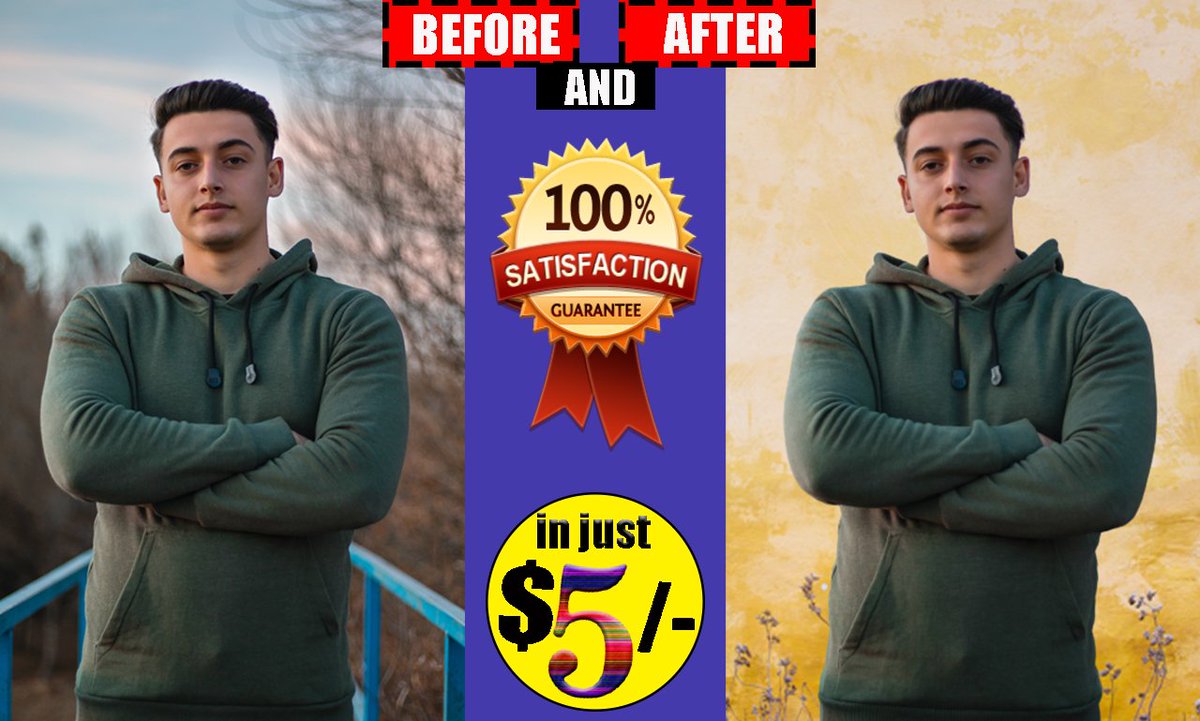 BEFORE
AFTER
AND
100%
SATISFACTION
GUARANTEE
in just
$5/-